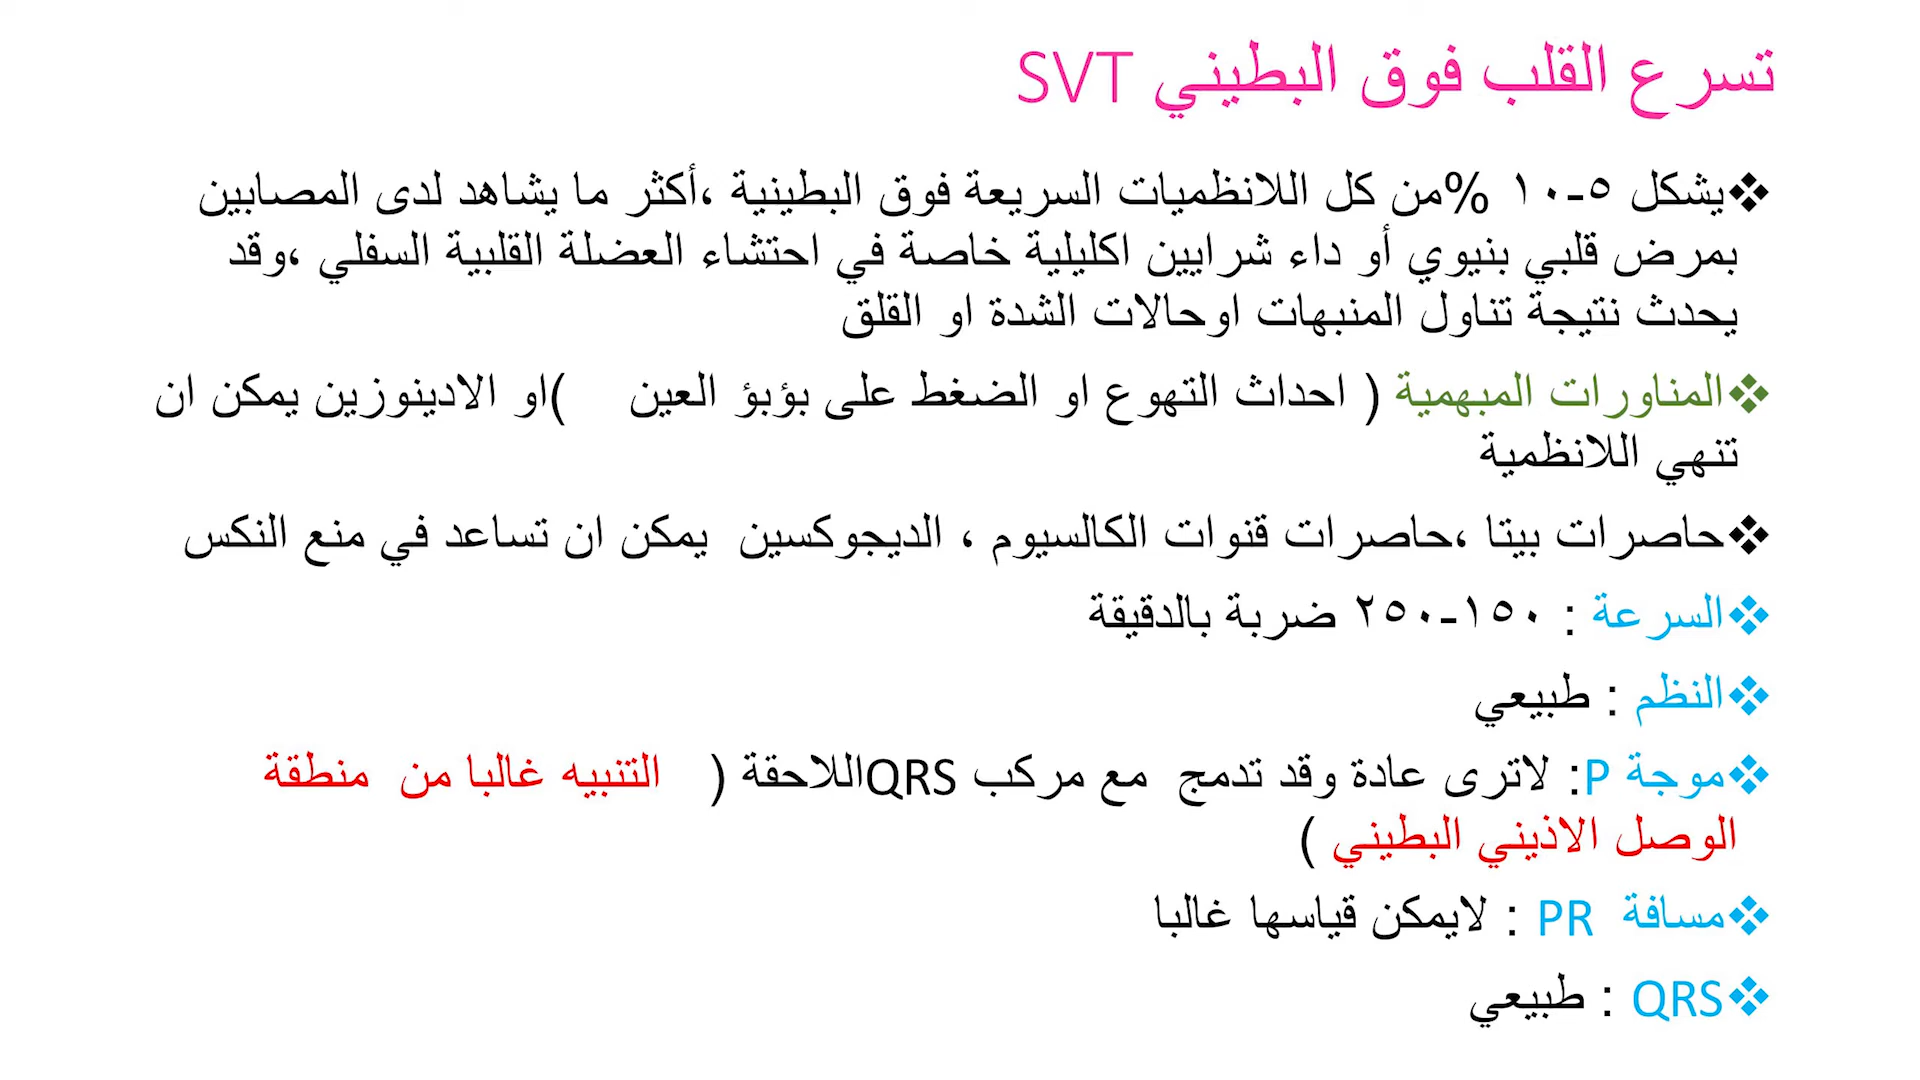 تسرع القلب فوق البطيني SVT
❖يشكل ٥-١٠ %من كل اللانظميات السريعة فوق البطينية ،أكثر ما يشاهد لدى المصابين
بمرض قلبي بنيوي أو داء شرايين اكليلية خاصة في احتشاء العضلة القلبية السفلي ،وقد
يحدث نتيجة تناول المنبهات اوحالات الشدة او القلق
❖المناورات المبهمية ( احداث التهوع او الضغط على بؤبؤ العين )او الادينوزين يمكن ان
تنهي اللانظمية
❖حاصرات بيتا ،حاصرات قنوات الكالسيوم ، الديجوكسين يمكن ان تساعد في منع النكس
❖السرعة : ١٥٠-٢٥٠ ضربة بالدقيقة
❖النظم : طبيعي
❖موجة P: لاترى عادة وقد تدمج مع مركب QRSاللاحقة ( التنبيه غالبا من منطقة
الوصل الاذيني البطيني )
❖مسافة PR : لايمكن قياسها غالبا
❖QRS : طبيعي